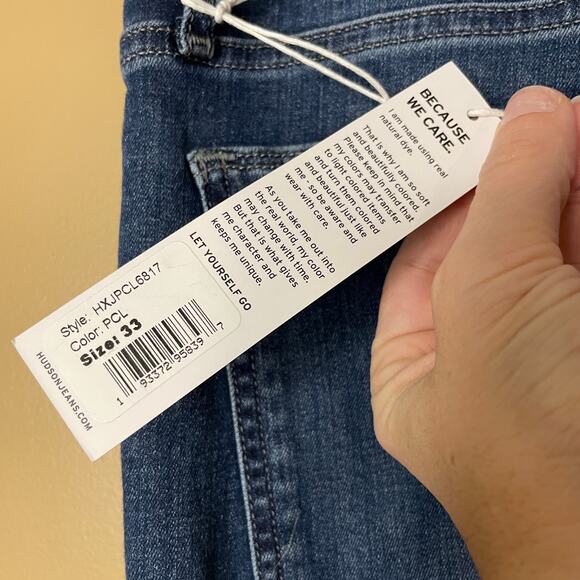 BECAUSE
WE CARE.
I am made using real
natural dye.
That is why I am so soft
and beautifully colored.
Please keep in mind that
my colors may transfer
to light colored items
and turn them colored
and beautiful just like
me - so be aware and
wear with care.
As you take me out into
the real world, my color
may change with time.
But that is what gives
me character and
keeps me unique.
LET YOURSELF GO
Style: HXJPCL6817
Color: PCL
Size: 33
1 93372 95839 7
HUDSONJEANS.COM